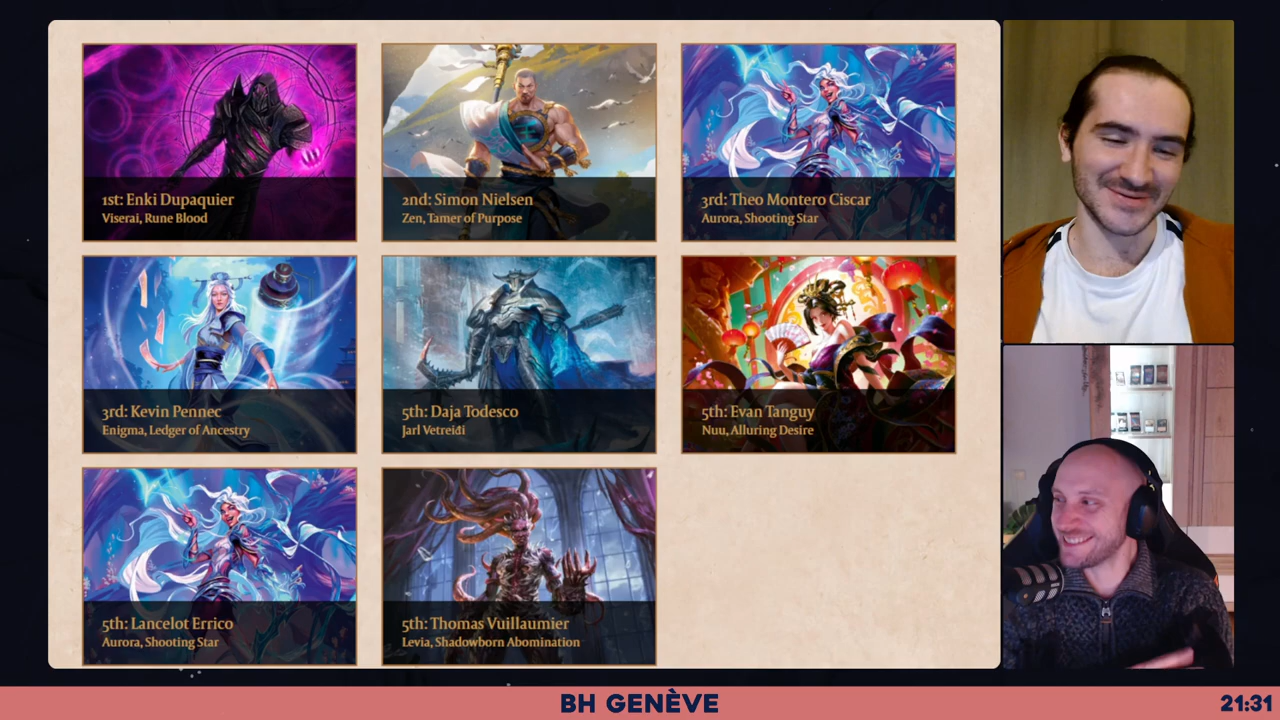 1st: Enki Dupaquier
Viserai, Rune Blood
2nd: Simon Nielsen
Zen, Tamer of Purpose
3rd: Theo Montero Ciscar
Aurora, Shooting Star
3rd: Kevin Pennec
Enigma, Ledger of Ancestry
5th: Daja Todesco
Jarl Vetreiði
5th: Evan Tanguy
Nuu, Alluring Desire
5th: Lancelot Errico
Aurora, Shooting Star
5th: Thomas Vuillaumier
Levia, Shadowborn Abomination
BH GENÈVE
21:31